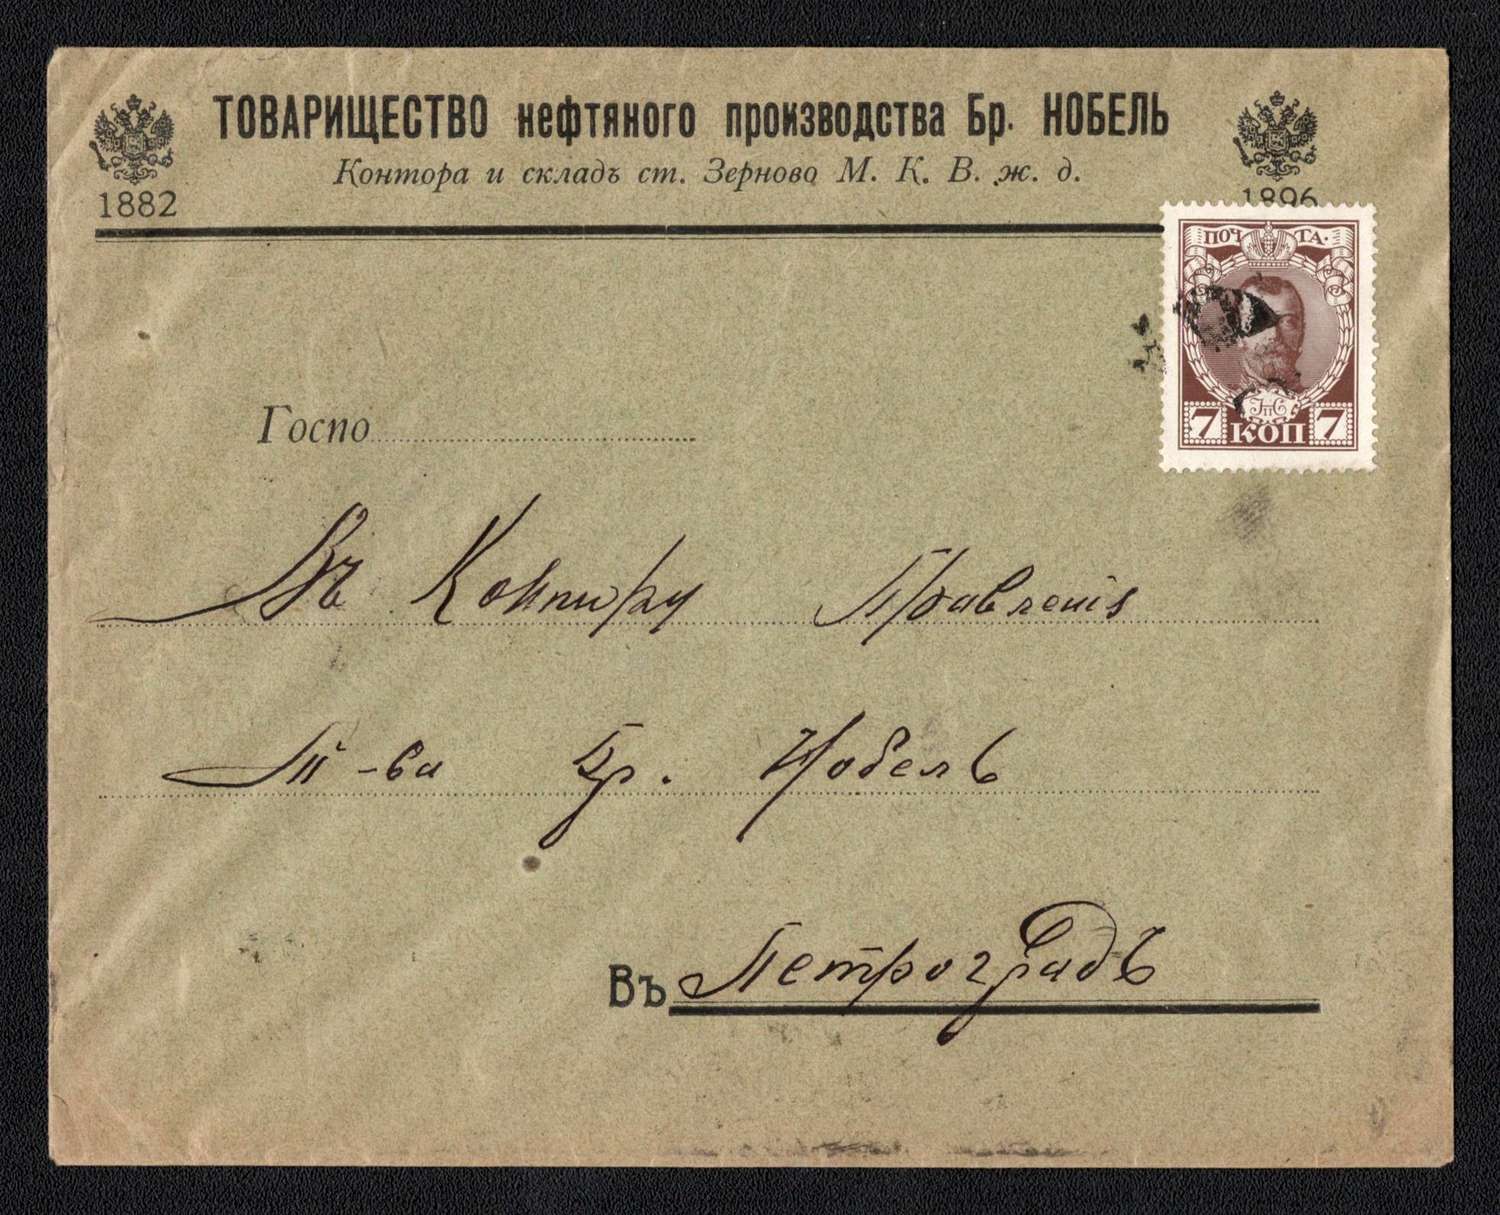 ТОВАРИЩЕСТВО нефтяного производства Бр. НОБЕЛЬ
Контора и складъ ст. Зерново М. К. В. ж. д.
1882
1896
ПОЧТА.
7 КОП 7
Госпо
Въ Контору Правленія
Т-ва Бр. Нобель
Въ Петроградъ